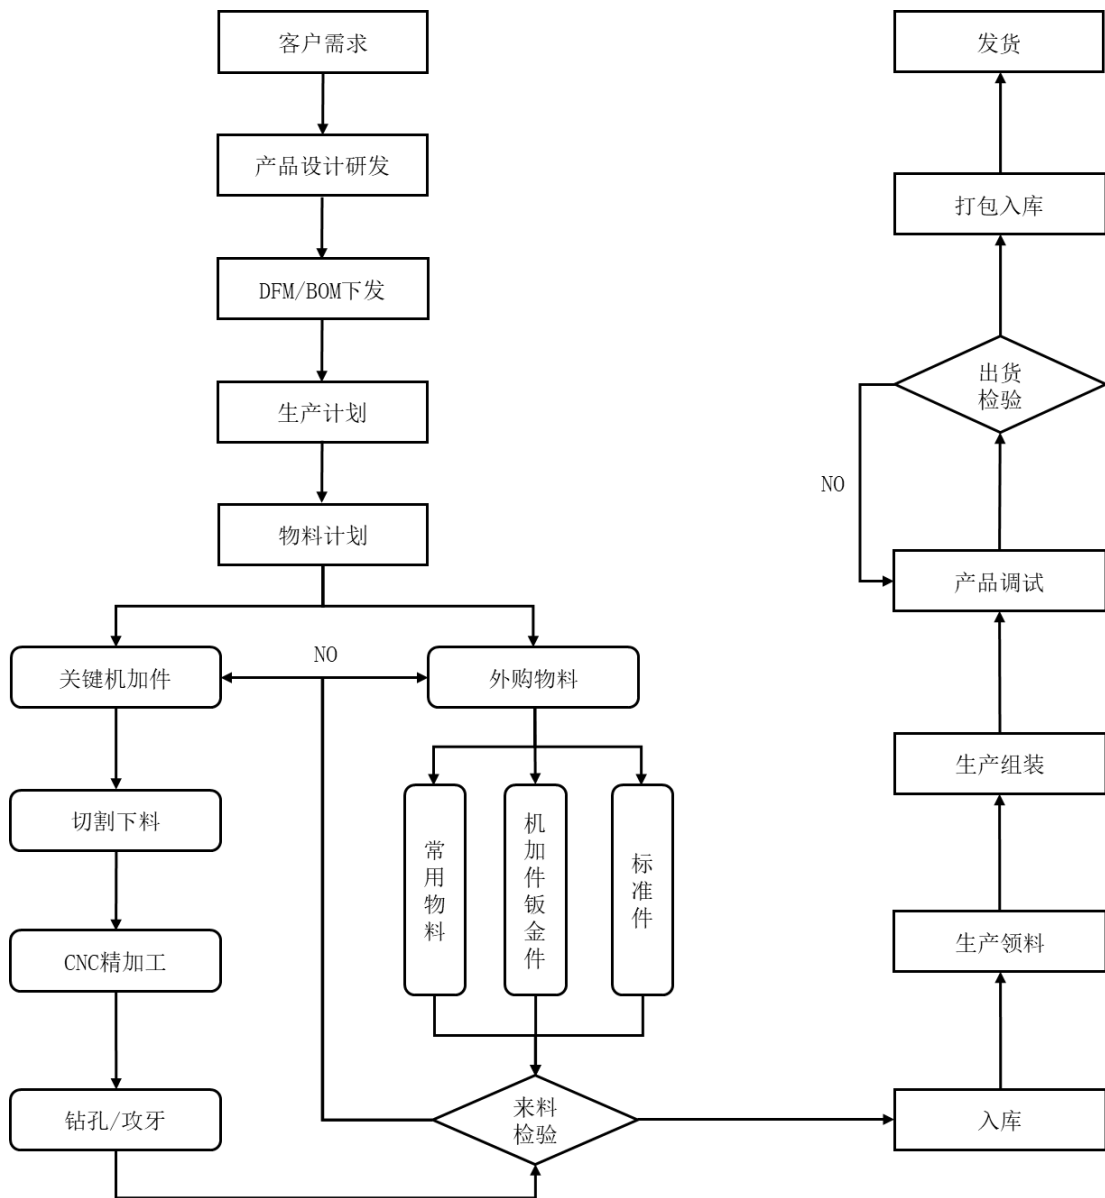 客户需求
产品设计研发
DFM/BOM下发
生产计划
物料计划
关键机加件
NO
外购物料
切割下料
常用物料
机加件钣金件
标准件
CNC精加工
钻孔/攻牙
来料
检验
入库
生产领料
生产组装
产品调试
NO
出货
检验
打包入库
发货